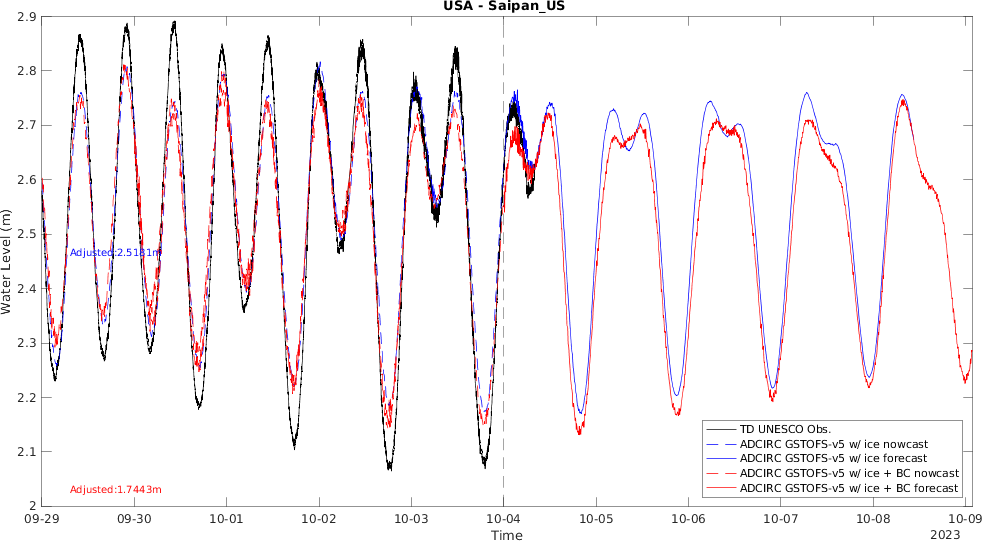 USA - Saipan_US
2.9
2.8
2.7
2.6
2.5
2.4
2.3
2.2
2.1
2
Water Level (m)
Adjusted:2.5181m
Adjusted:1.7443m
TD UNESCO Obs.
ADCIRC GSTOFS-v5 w/ ice nowcast
ADCIRC GSTOFS-v5 w/ ice forecast
ADCIRC GSTOFS-v5 w/ ice + BC nowcast
ADCIRC GSTOFS-v5 w/ ice + BC forecast
09-29 09-30 10-01 10-02 10-03 10-04 10-05 10-06 10-07 10-08 10-09
Time
2023